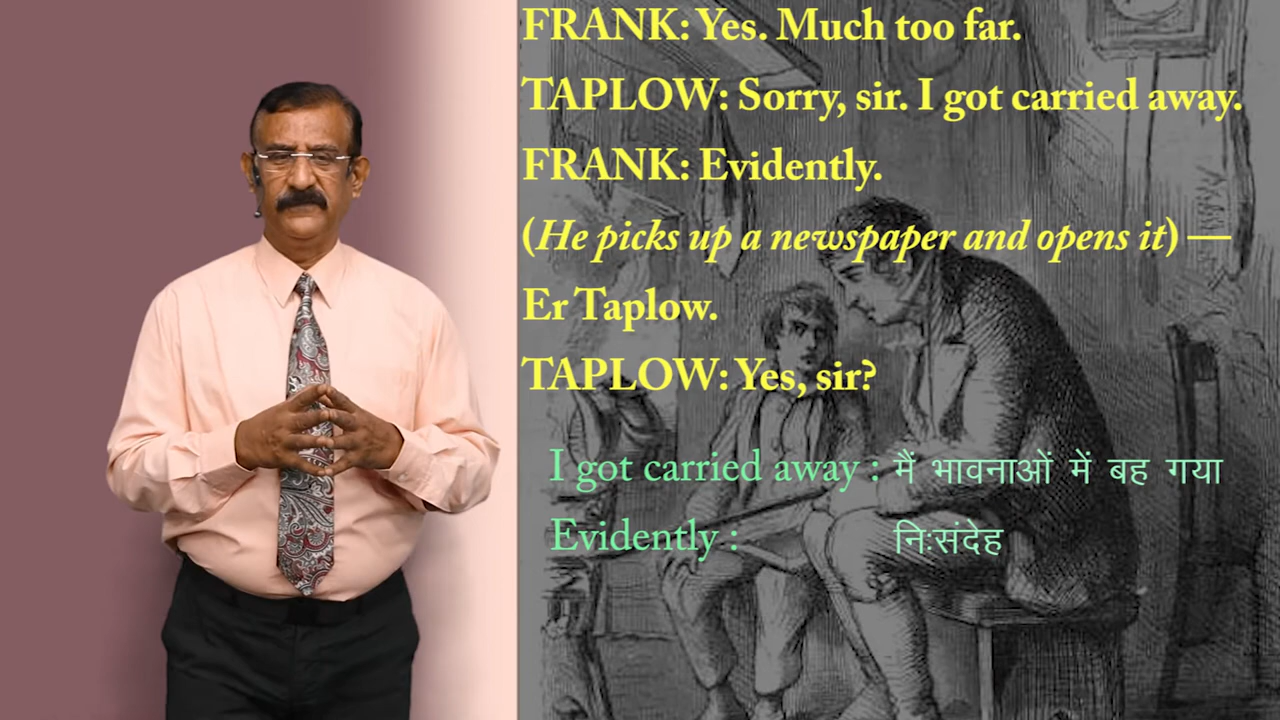 FRANK: Yes. Much too far.
TAPLOW: Sorry, sir. I got carried away.
FRANK: Evidently.
(He picks up a newspaper and opens it) —
Er Taplow.
TAPLOW: Yes, sir?
I got carried away : मैं भावनाओं में बह गया
Evidently : निःसंदेह